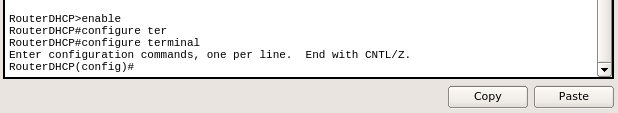 RouterDHCP>enable
RouterDHCP#configure ter
RouterDHCP#configure terminal
Enter configuration commands, one per line.  End with CNTL/Z.
RouterDHCP(config)#
Copy
Paste